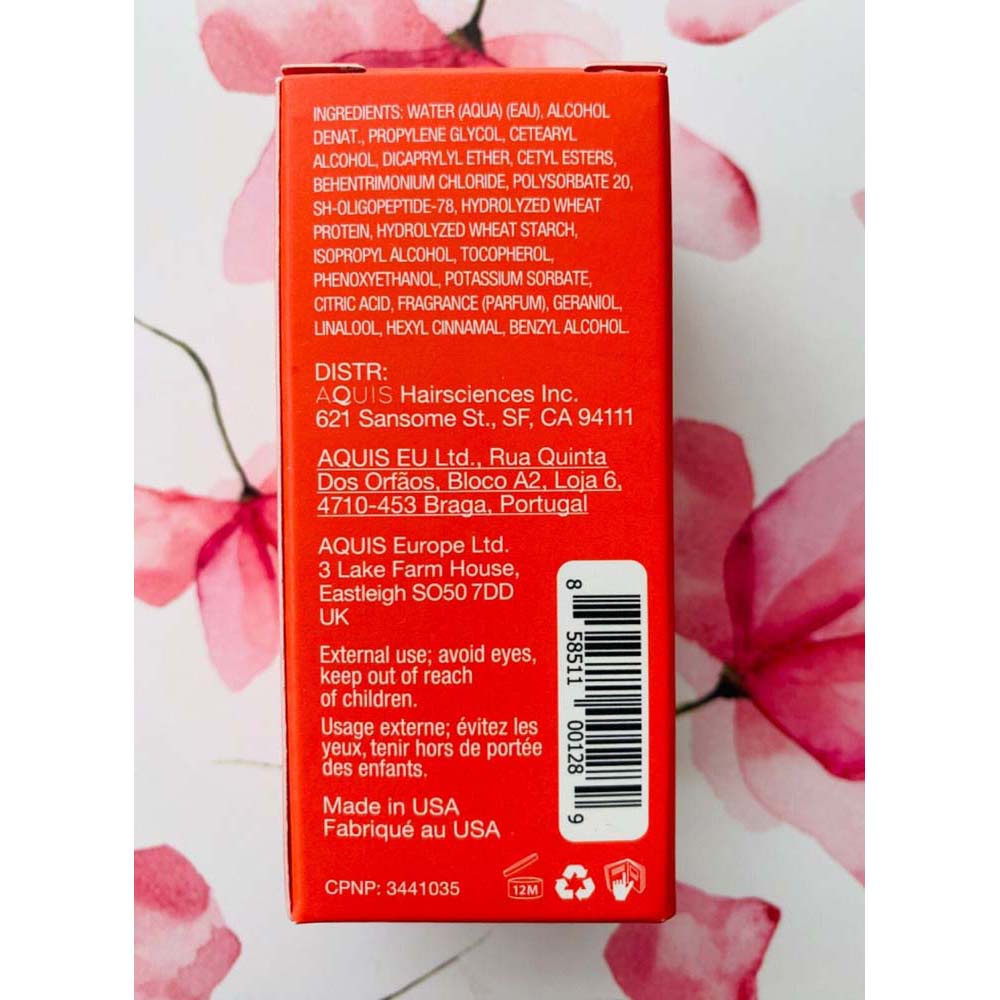 INGREDIENTS: WATER (AQUA) (EAU), ALCOHOL
DENAT., PROPYLENE GLYCOL, CETEARYL
ALCOHOL, DICAPRYLYL ETHER, CETYL ESTERS,
BEHENTRIMONIUM CHLORIDE, POLYSORBATE 20,
SH-OLIGOPEPTIDE-78, HYDROLYZED WHEAT
PROTEIN, HYDROLYZED WHEAT STARCH,
ISOPROPYL ALCOHOL, TOCOPHEROL,
PHENOXYETHANOL, POTASSIUM SORBATE,
CITRIC ACID, FRAGRANCE (PARFUM), GERANIOL,
LINALOOL, HEXYL CINNAMAL, BENZYL ALCOHOL.
DISTR:
AQUIS Hairsciences Inc.
621 Sansome St., SF, CA 94111
AQUIS EU Ltd., Rua Quinta
Dos Orfãos, Bloco A2, Loja 6,
4710-453 Braga, Portugal
AQUIS Europe Ltd.
3 Lake Farm House,
Eastleigh SO50 7DD
UK
External use; avoid eyes,
keep out of reach
of children.
Usage externe; évitez les
yeux, tenir hors de portée
des enfants.
Made in USA
Fabriqué au USA
CPNP: 3441035
12M
8 58511 00128 9